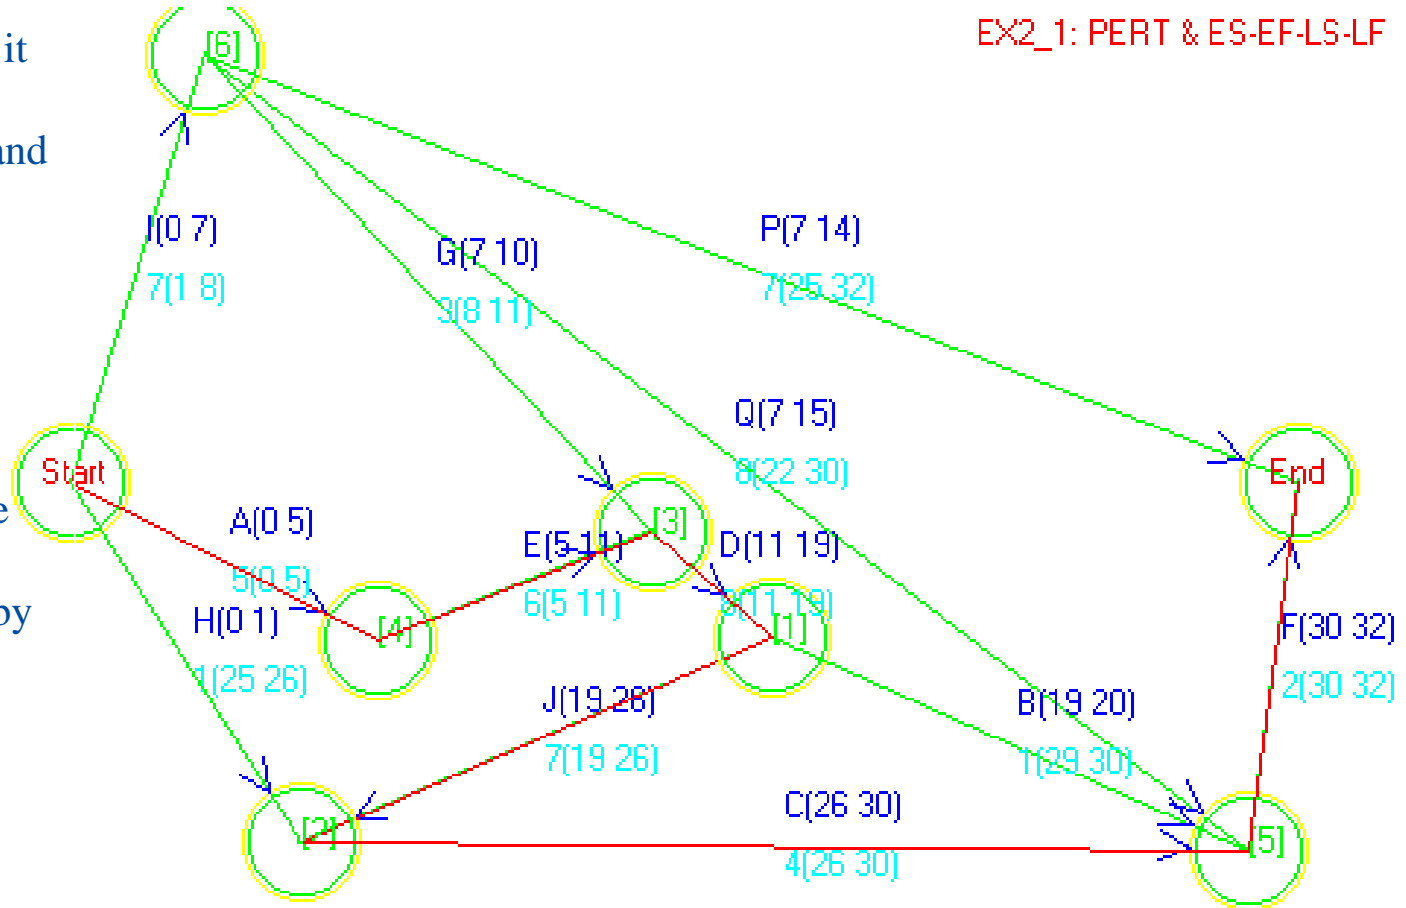 it
EX2_1: PERT & ES-EF-LS-LF
[6]
and
I(0 7)
7(1 8)
G(7 10)
3(8 11)
P(7 14)
7(25 32)
Q(7 15)
8(22 30)
Start
End
e
A(0 5)
5(0 5)
[3]
E(5 11)
6(5 11)
D(11 19)
8(11 19)
by
H(0 1)
1(25 26)
[4]
[1]
F(30 32)
2(30 32)
J(19 26)
7(19 26)
B(19 20)
1(29 30)
C(26 30)
4(26 30)
[2]
[5]